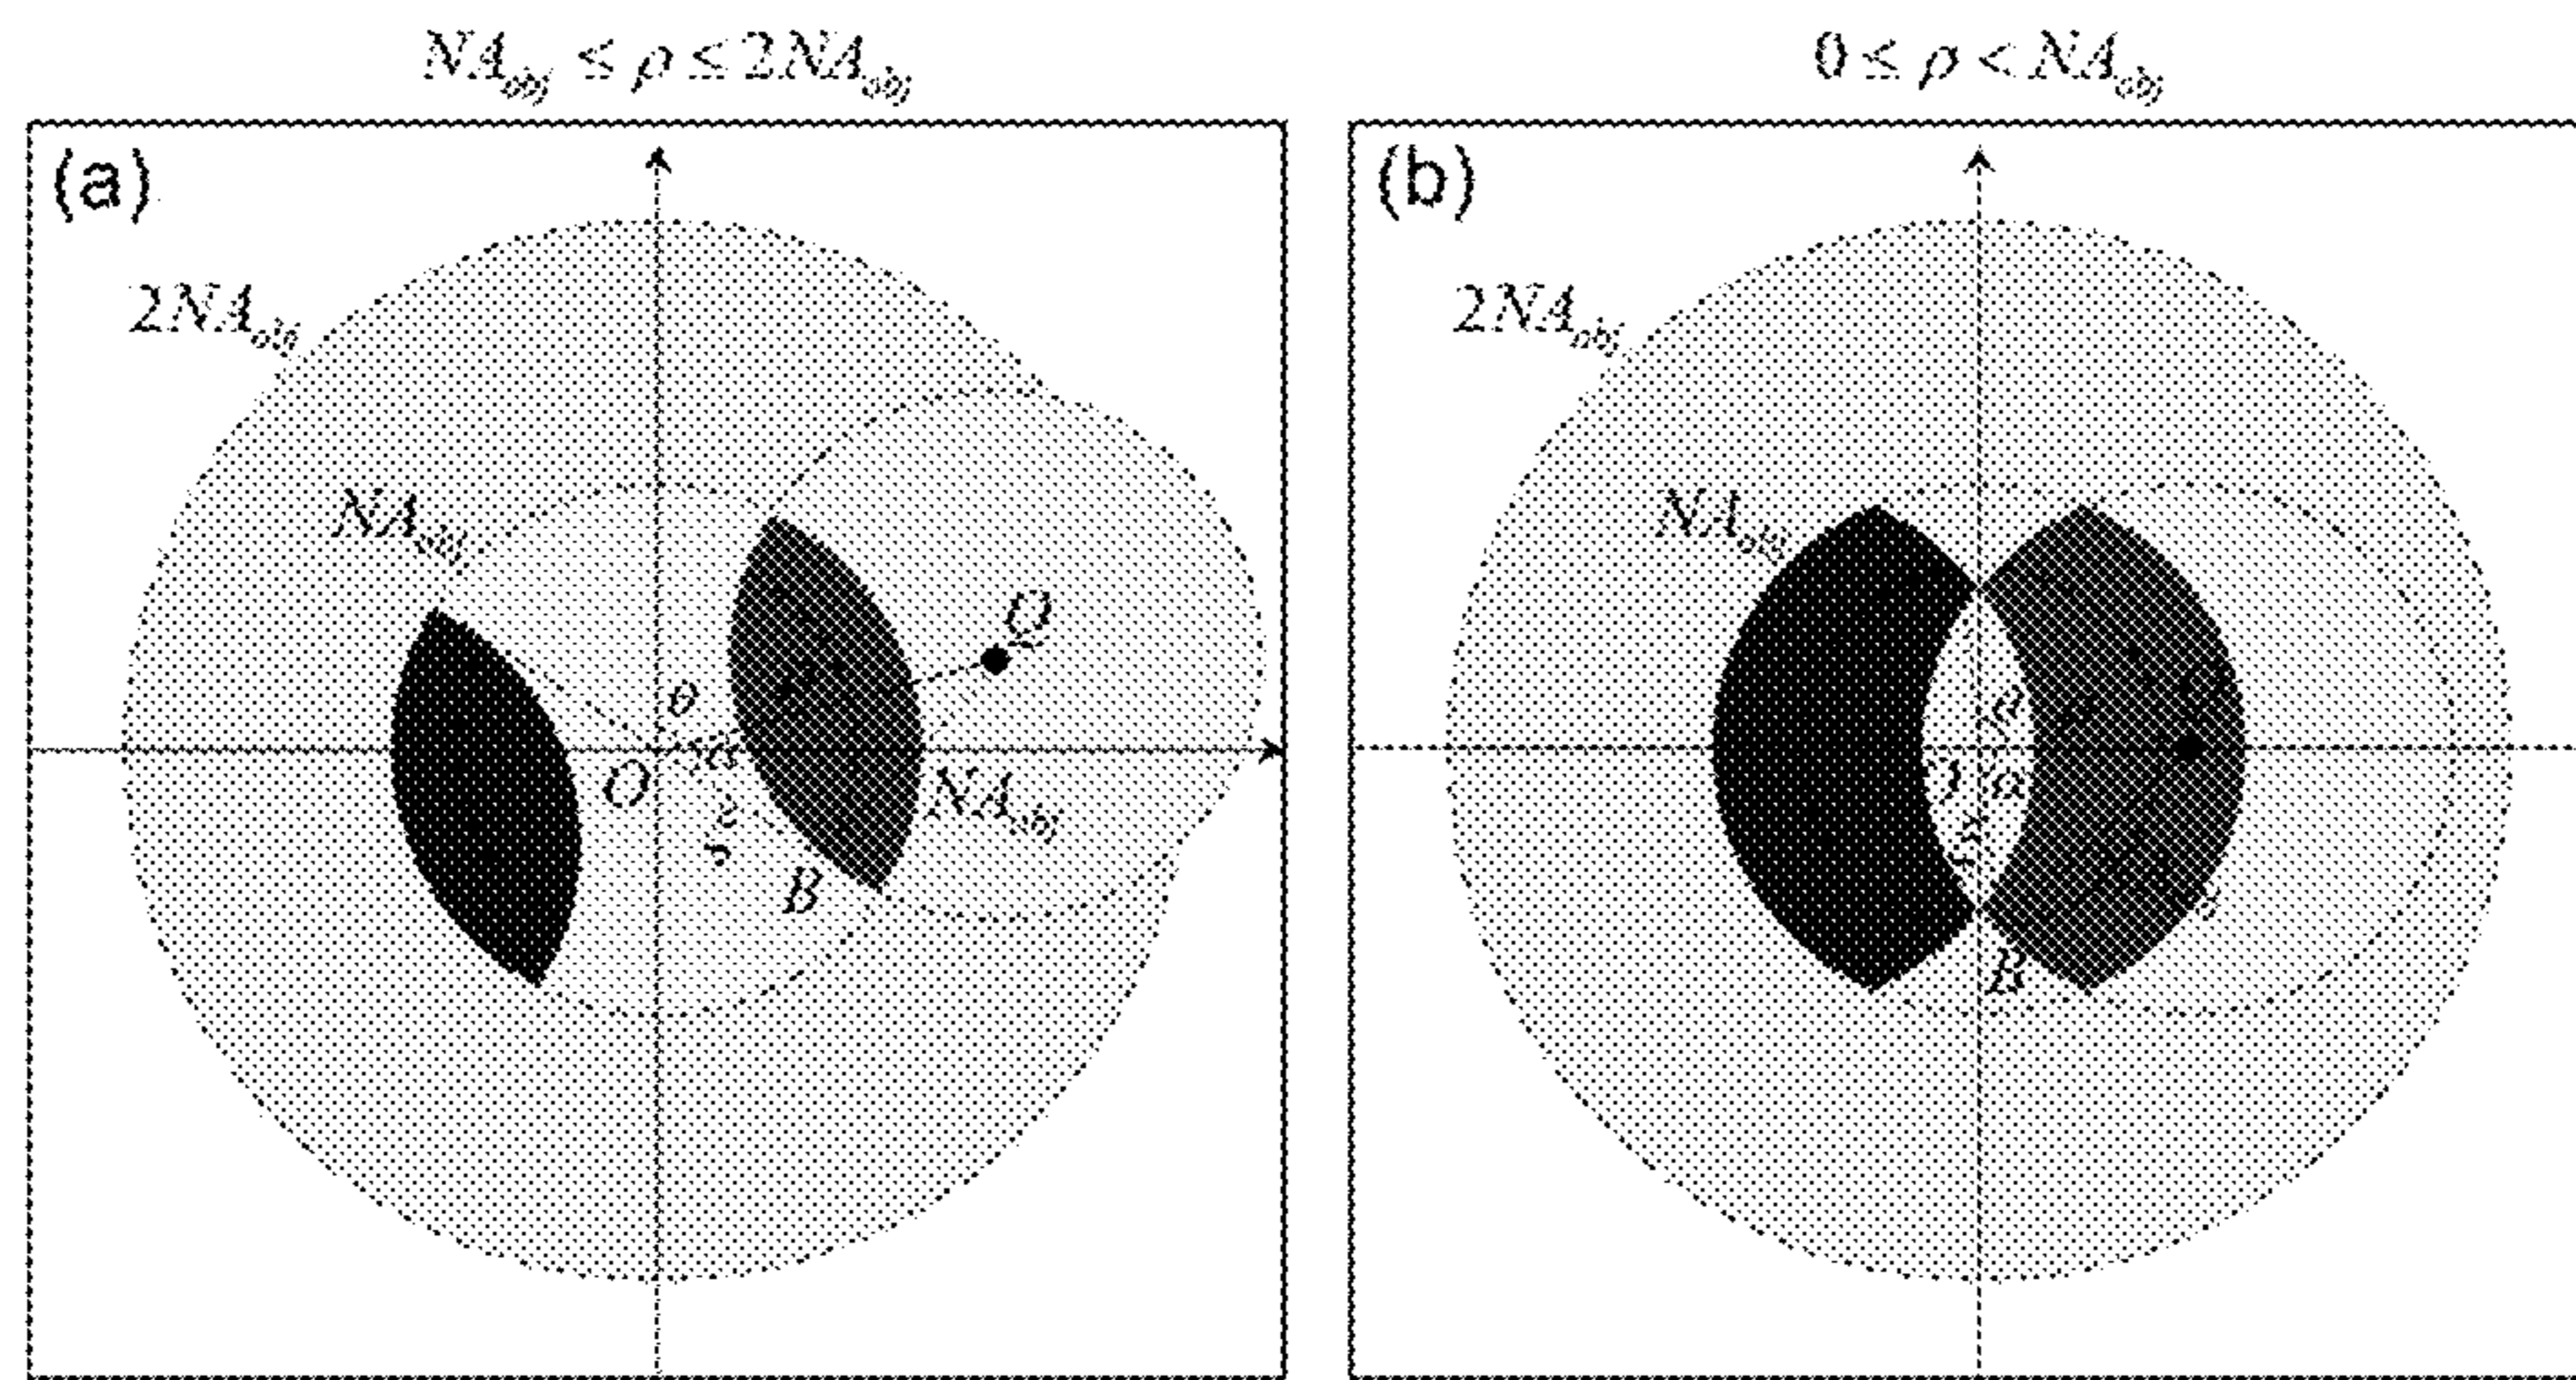 NA_obj ≤ ρ ≤ 2NA_obj
0 ≤ ρ < NA_obj
(a)
2NA_obj
NA_obj
θ
Q
O
α
NA_obj
B
(b)
2NA_obj
NA_obj
θ
α
B